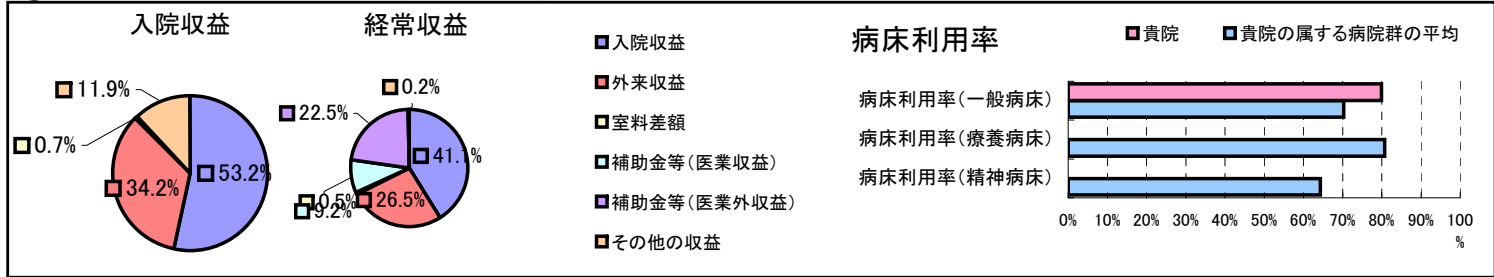 入院収益
11.9%
0.7%
34.2%
53.2%
経常収益
0.2%
22.5%
41.1%
0.5%
9.2%
26.5%
入院収益
外来収益
室料差額
補助金等(医業収益)
補助金等(医業外収益)
その他の収益
病床利用率
貴院
貴院の属する病院群の平均
病床利用率(一般病床)
病床利用率(療養病床)
病床利用率(精神病床)
0% 10% 20% 30% 40% 50% 60% 70% 80% 90% 100
%